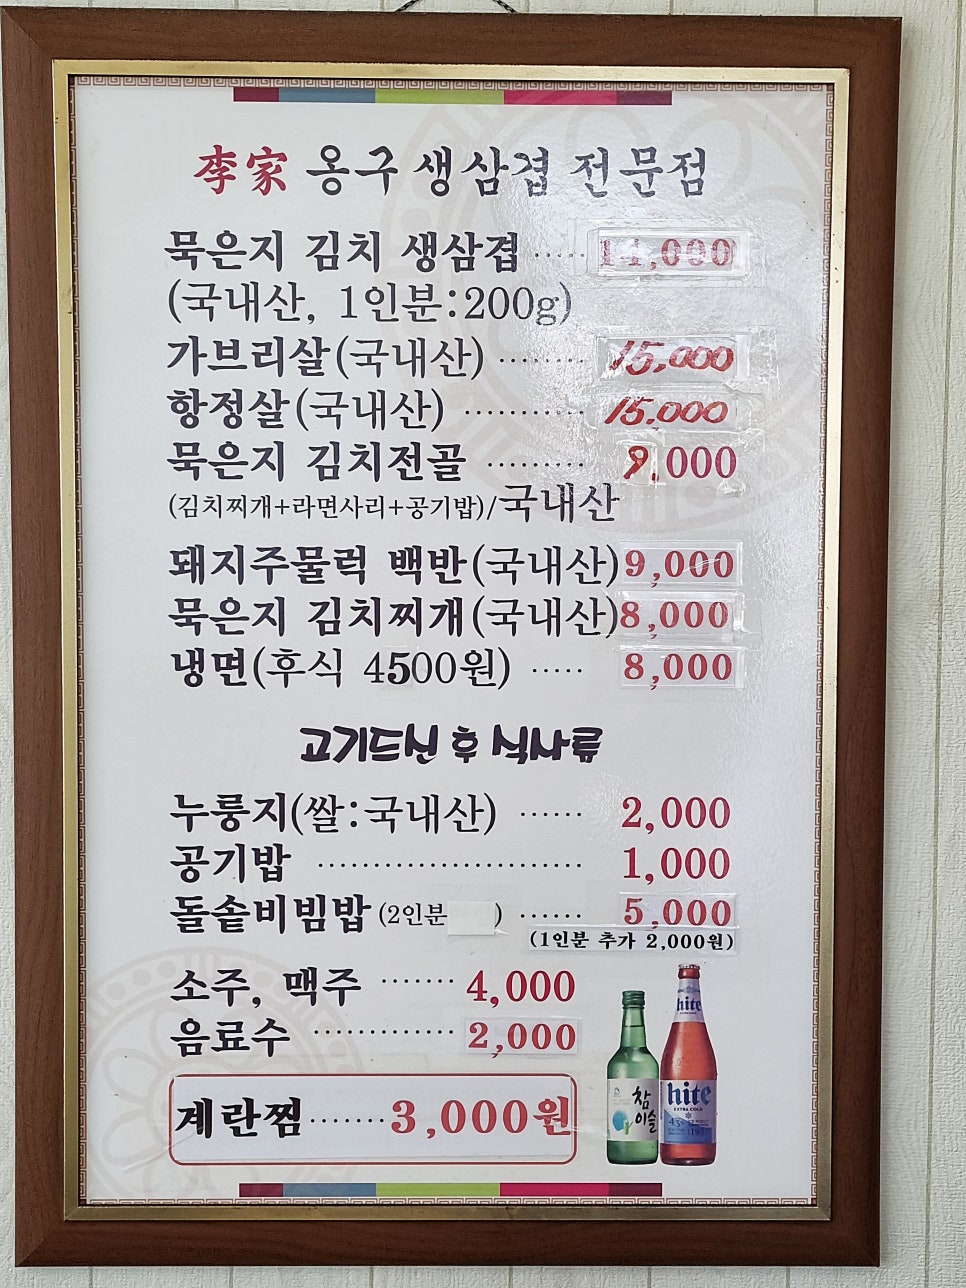 李家 옹구 생삼겹 전문점
묵은지 김치 생삼겹 ····· 14,000
(국내산, 1인분:200g)
가브리살(국내산) ········ 15,000
항정살(국내산) ··········· 15.000
묵은지 김치전골 ········· 9,000
(김치찌개+라면사리+공기밥)/국내산
돼지주물럭 백반(국내산) 9,000
묵은지 김치찌개(국내산) 8,000
냉면(후식 4500원) ····· 8,000
고기드신 후 식사류
누룽지(쌀:국내산) ······ 2,000
공기밥 ······················· 1,000
돌솥비빔밥(2인분 ) ······ 5,000
(1인분 추가 2,000원)
소주, 맥주 ······· 4,000
음료수 ············· 2,000
계란찜······· 3,000원
참이슬
hite
hite
EXTRA COLD